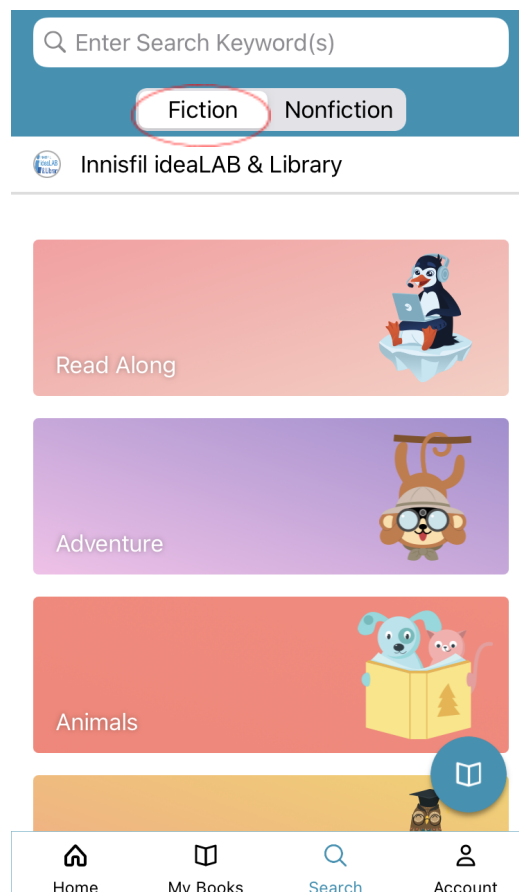 Enter Search Keyword(s)
Fiction Nonfiction
Innisfil ideaLAB & Library
Read Along
Adventure
Animals
Home My Books Search Account